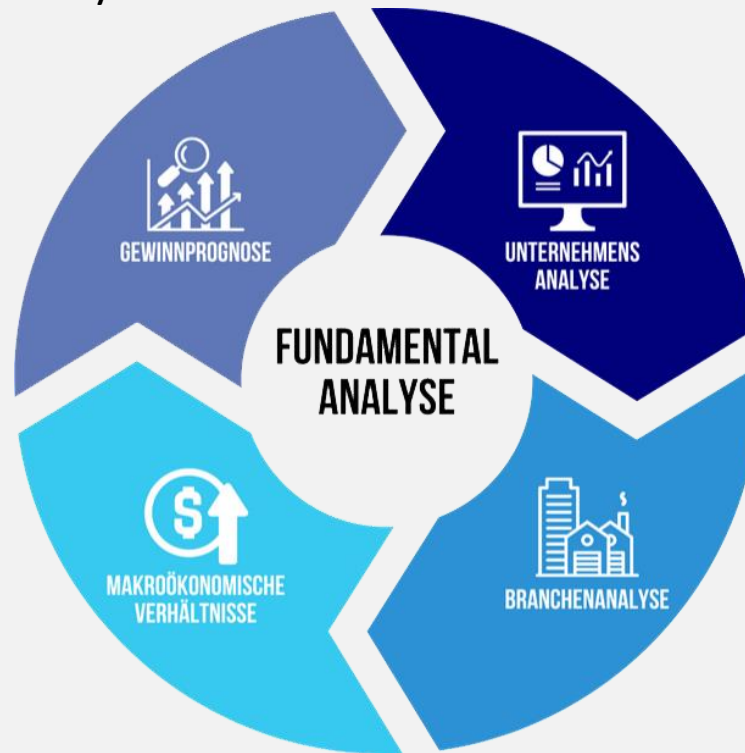 GEWINNPROGNOSE
UNTERNEHMENS
ANALYSE
FUNDAMENTAL
ANALYSE
MAKROÖKONOMISCHE
VERHÄLTNISSE
BRANCHENANALYSE